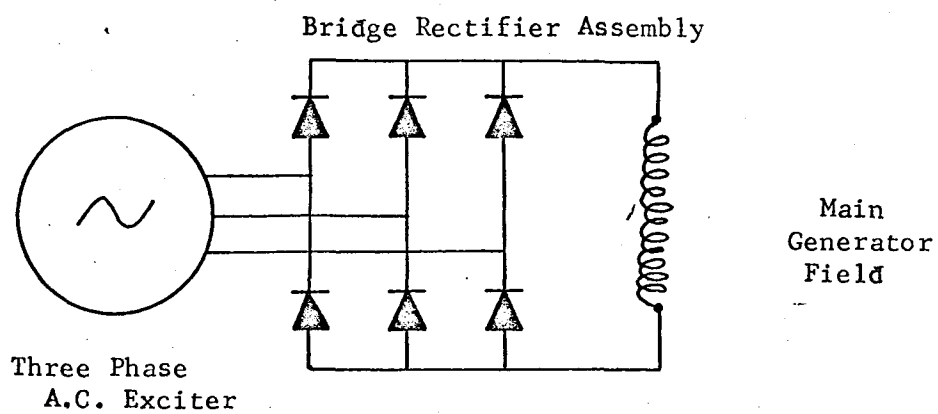 Bridge Rectifier Assembly
Main
Generator
Field
Three Phase
A.C. Exciter